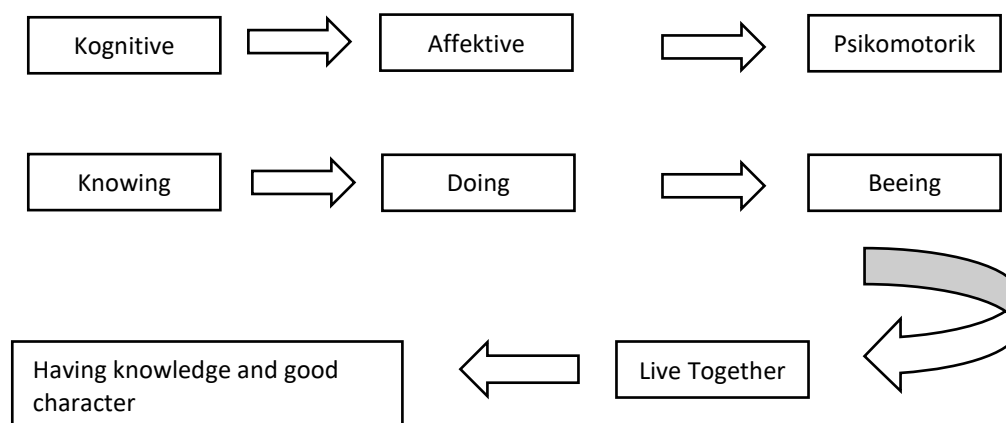 Kognitive
Affektive
Psikomotorik
Knowing
Doing
Beeing
Having knowledge and good
character
Live Together